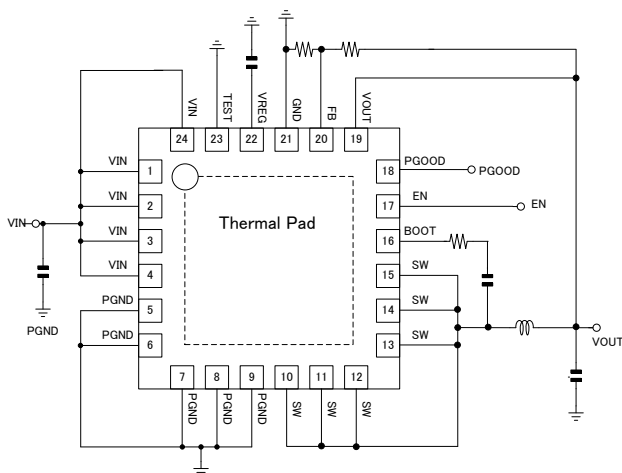 VIN
TEST
VREG
GND
FB
VOUT
24
23
22
21
20
19
VIN
1
VIN
2
VIN
3
VIN
4
PGND
5
PGND
6
VIN
PGND
Thermal Pad
18
PGOOD
PGOOD
17
EN
EN
16
BOOT
15
SW
14
SW
13
SW
VOUT
7
8
9
10
11
12
PGND
PGND
PGND
SW
SW
SW